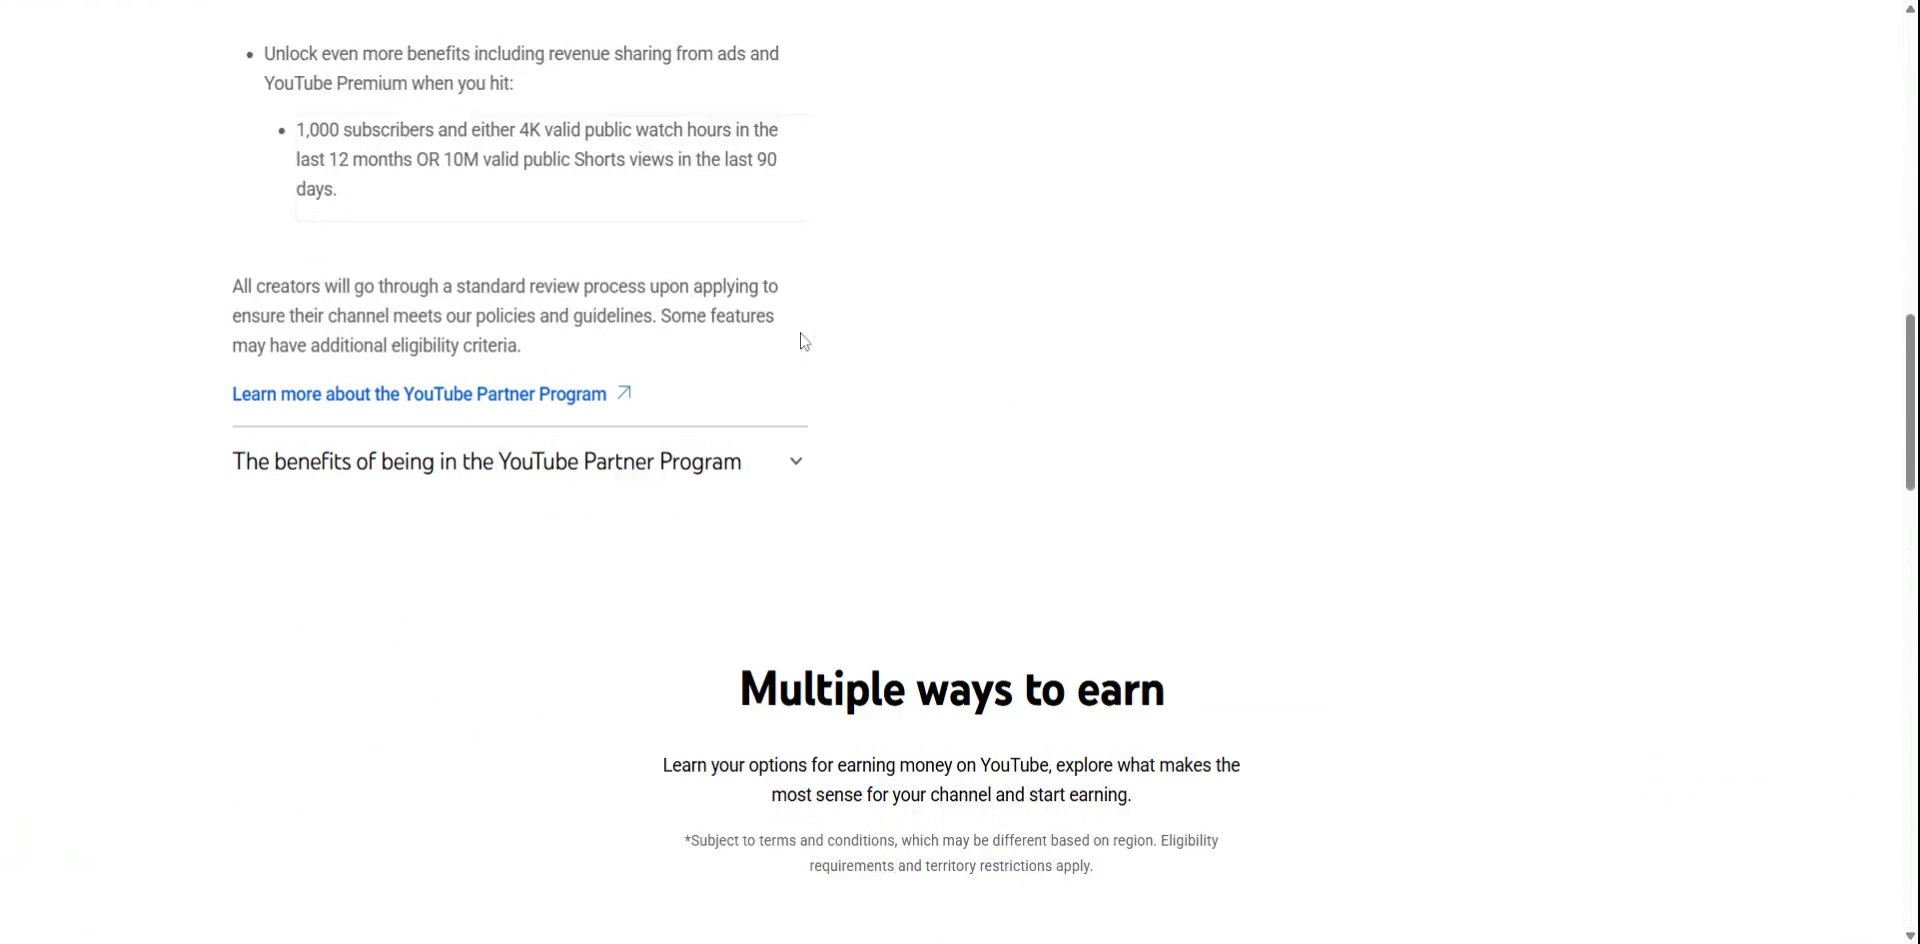 Unlock even more benefits including revenue sharing from ads and
YouTube Premium when you hit:
1,000 subscribers and either 4K valid public watch hours in the
last 12 months OR 10M valid public Shorts views in the last 90
days.
All creators will go through a standard review process upon applying to
ensure their channel meets our policies and guidelines. Some features
may have additional eligibility criteria.
Learn more about the YouTube Partner Program
The benefits of being in the YouTube Partner Program
Multiple ways to earn
Learn your options for earning money on YouTube, explore what makes the
most sense for your channel and start earning.
*Subject to terms and conditions, which may be different based on region. Eligibility
requirements and territory restrictions apply.